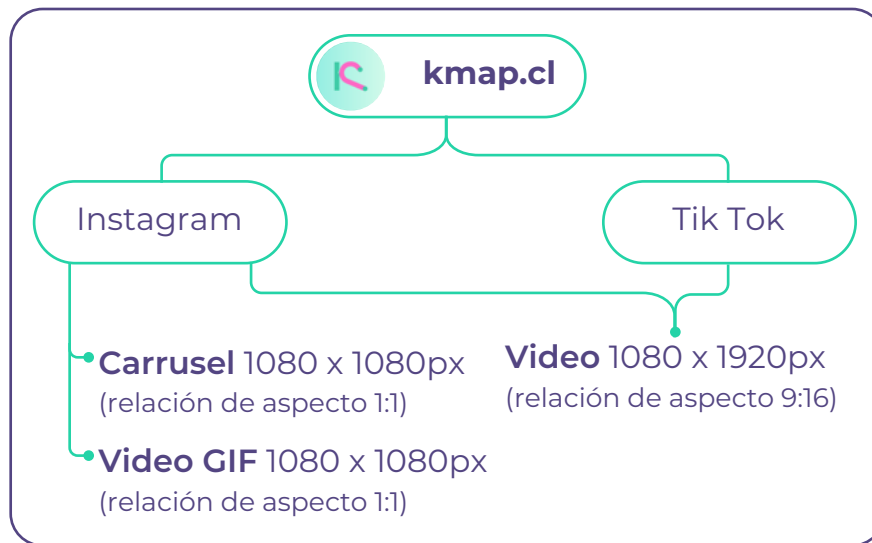 kmap.cl
Instagram
Tik Tok
Carrusel 1080 x 1080px
(relación de aspecto 1:1)
Video GIF 1080 x 1080px
(relación de aspecto 1:1)
Video 1080 x 1920px
(relación de aspecto 9:16)